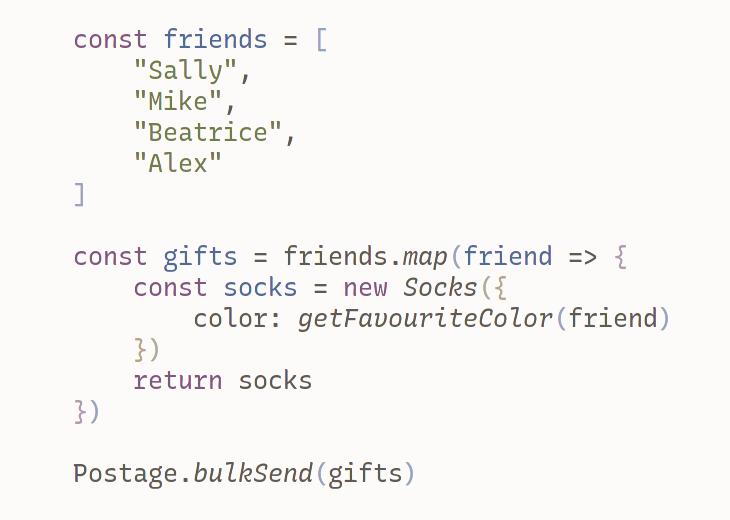 const friends = [
    "Sally",
    "Mike",
    "Beatrice",
    "Alex"
]

const gifts = friends.map(friend => {
    const socks = new Socks({
        color: getFavouriteColor(friend)
    })
    return socks
})

Postage.bulkSend(gifts)